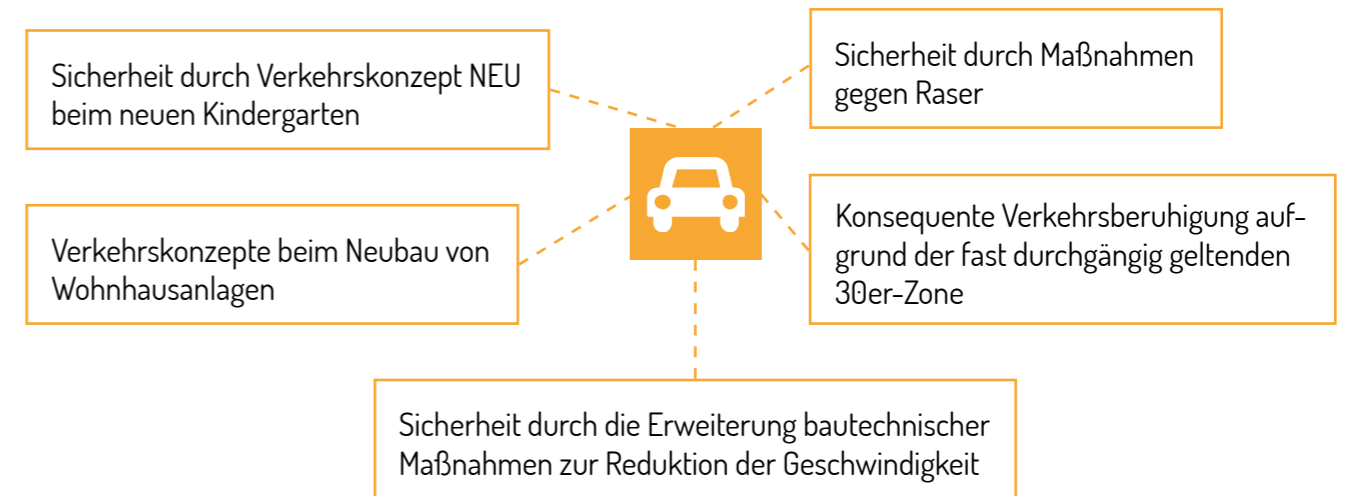 Sicherheit durch Verkehrskonzept NEU
beim neuen Kindergarten
Sicherheit durch Maßnahmen
gegen Raser
Verkehrskonzepte beim Neubau von
Wohnhausanlagen
Konsequente Verkehrsberuhigung auf-
grund der fast durchgängig geltenden
30er-Zone
Sicherheit durch die Erweiterung bautechnischer
Maßnahmen zur Reduktion der Geschwindigkeit